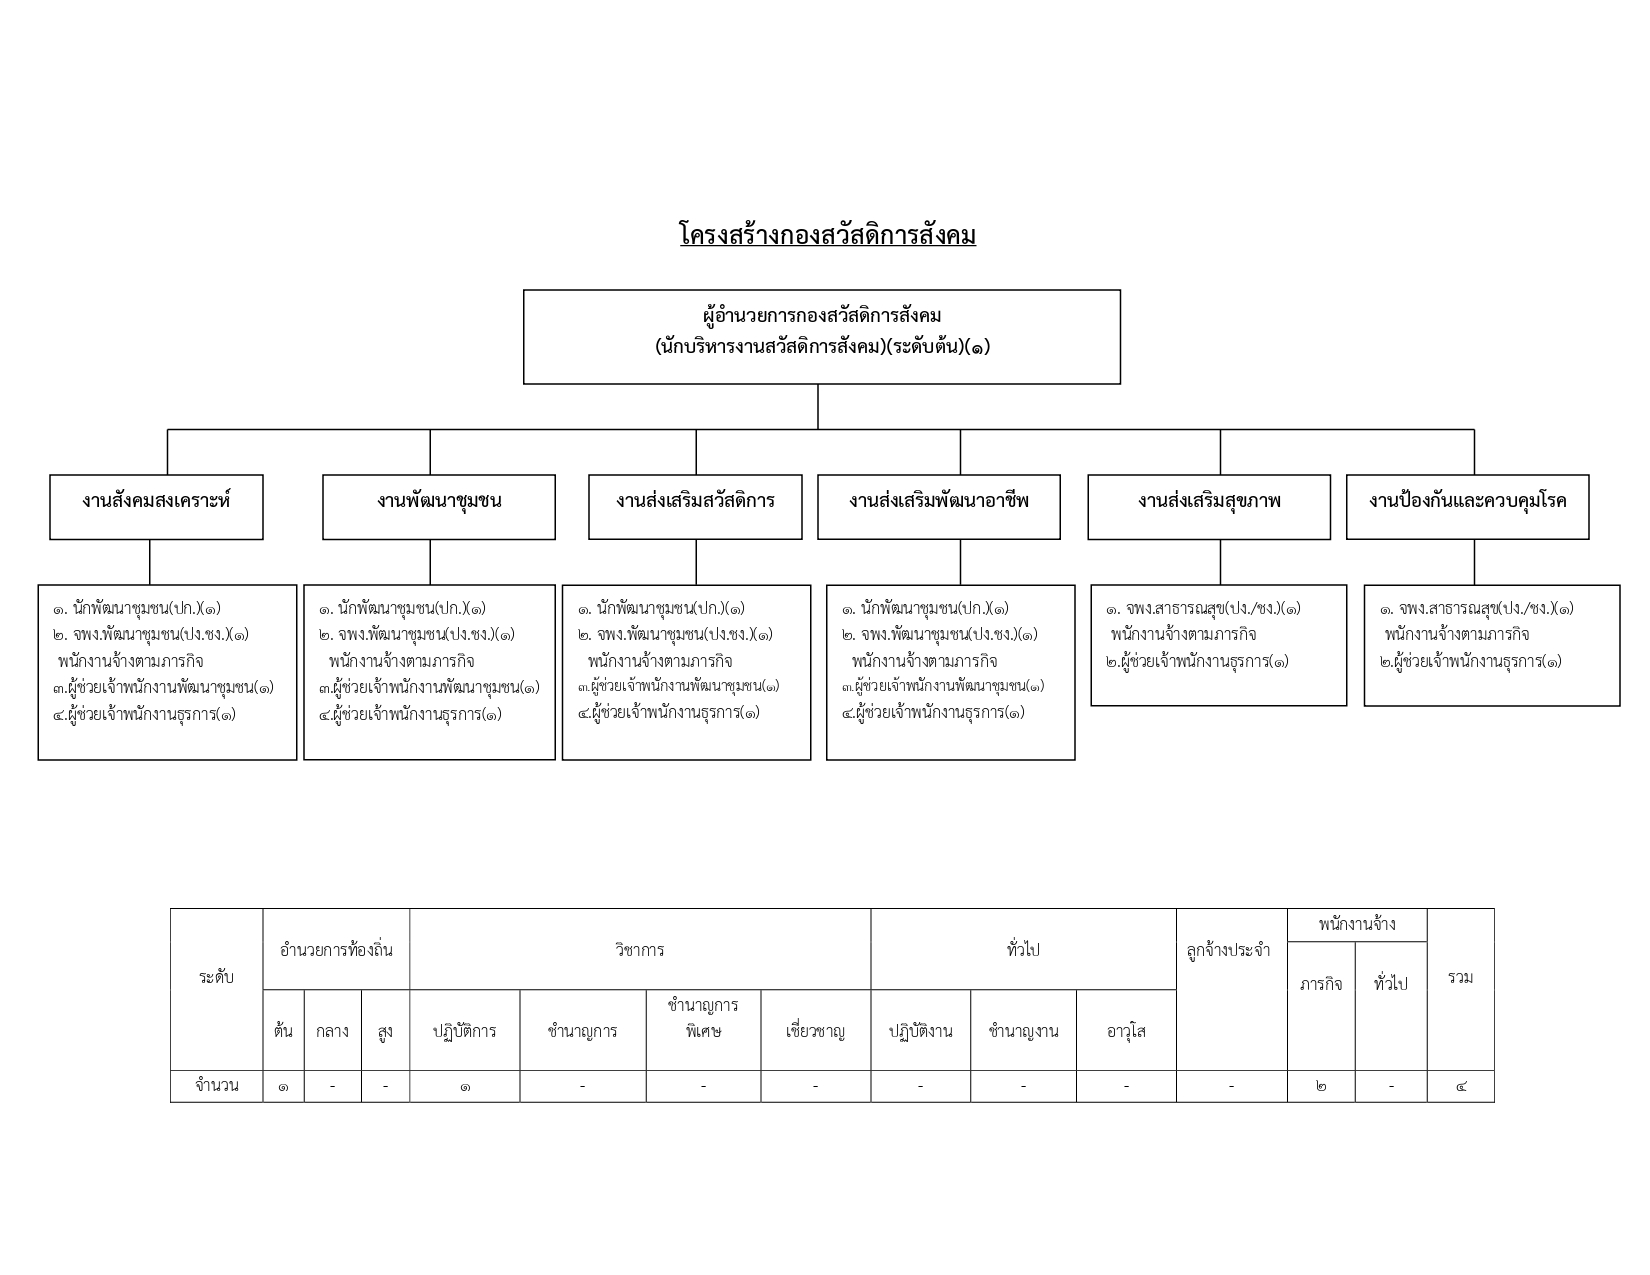 โครงสร้างกองสวัสดิการสังคม
ผู้อำนวยการกองสวัสดิการสังคม
(นักบริหารงานสวัสดิการสังคม)(ระดับต้น)(๑)
งานสังคมสงเคราะห์
งานพัฒนาชุมชน
งานส่งเสริมสวัสดิการ
งานส่งเสริมพัฒนาอาชีพ
งานส่งเสริมสุขภาพ
งานป้องกันและควบคุมโรค
๑. นักพัฒนาชุมชน(ปก.)(๑)
๒. จพง.พัฒนาชุมชน(ปง.ชง.)(๑)
พนักงานจ้างตามภารกิจ
๓.ผู้ช่วยเจ้าพนักงานพัฒนาชุมชน(๑)
๔.ผู้ช่วยเจ้าพนักงานธุรการ(๑)
๑. นักพัฒนาชุมชน(ปก.)(๑)
๒. จพง.พัฒนาชุมชน(ปง.ชง.)(๑)
พนักงานจ้างตามภารกิจ
๓.ผู้ช่วยเจ้าพนักงานพัฒนาชุมชน(๑)
๔.ผู้ช่วยเจ้าพนักงานธุรการ(๑)
๑. นักพัฒนาชุมชน(ปก.)(๑)
๒. จพง.พัฒนาชุมชน(ปง.ชง.)(๑)
พนักงานจ้างตามภารกิจ
๓.ผู้ช่วยเจ้าพนักงานพัฒนาชุมชน(๑)
๔.ผู้ช่วยเจ้าพนักงานธุรการ(๑)
๑. นักพัฒนาชุมชน(ปก.)(๑)
๒. จพง.พัฒนาชุมชน(ปง.ชง.)(๑)
พนักงานจ้างตามภารกิจ
๓.ผู้ช่วยเจ้าพนักงานพัฒนาชุมชน(๑)
๔.ผู้ช่วยเจ้าพนักงานธุรการ(๑)
๑. จพง.สาธารณสุข(ปง./ชง.)(๑)
พนักงานจ้างตามภารกิจ
๒.ผู้ช่วยเจ้าพนักงานธุรการ(๑)
๑. จพง.สาธารณสุข(ปง./ชง.)(๑)
พนักงานจ้างตามภารกิจ
๒.ผู้ช่วยเจ้าพนักงานธุรการ(๑)
ระดับ อำนวยการท้องถิ่น วิชาการ ทั่วไป ลูกจ้างประจำ พนักงานจ้าง รวม
ภารกิจ ทั่วไป
ต้น กลาง สูง ปฏิบัติการ ชำนาญการ ชำนาญการ
พิเศษ เชี่ยวชาญ ปฏิบัติงาน ชำนาญงาน อาวุโส
จำนวน ๑ - - ๑ - - - - - - - ๒ - ๔